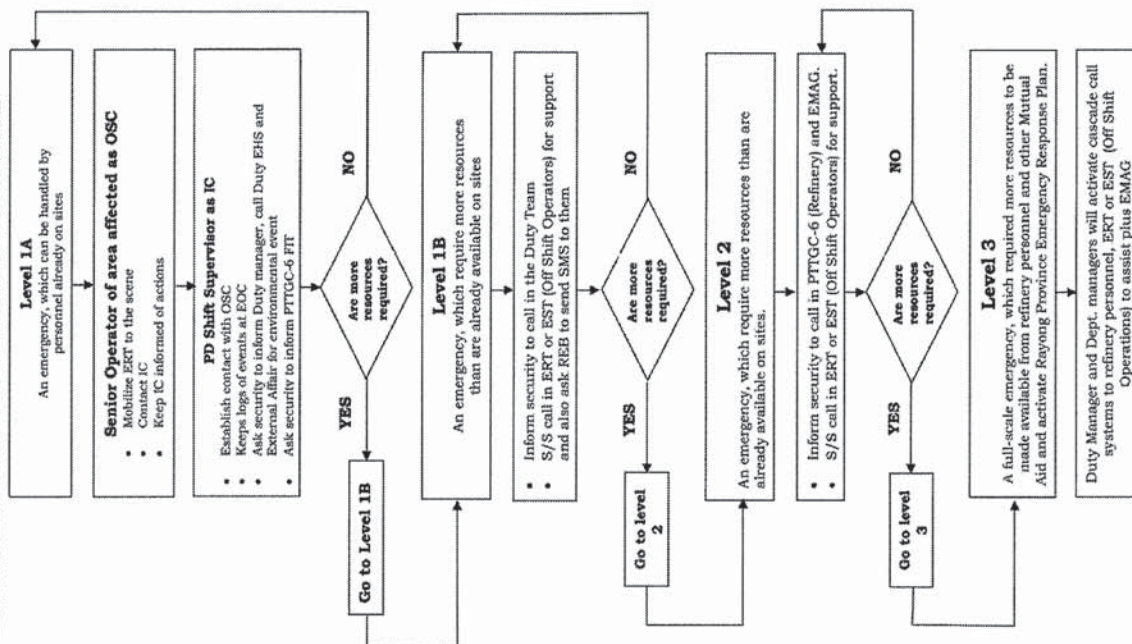 Level 1A
An emergency, which can be handled by
personnel already on sites
Senior Operator of area affected as OSC
• Mobilize ERT to the scene
• Contact IC
• Keep IC informed of actions
PD Shift Supervisor as IC
• Establish contact with OSC
• Keeps logs of events at EOC
• Ask security to inform Duty manager, call Duty EHS and
External Affair for environmental event
• Ask security to inform PTTGC-6 FIT
Are more
resources
required?
NO
YES
Go to Level 1B
Level 1B
An emergency, which require more resources
than are already available on sites
• Inform security to call in the Duty Team
• S/S call in ERT or EST (Off Shift Operators) for support
and also ask REB to send SMS to them
Are more
resources
required?
NO
YES
Go to level
2
Level 2
An emergency, which require more resources than are
already available on sites.
• Inform security to call in PTTGC-6 (Refinery) and EMAG.
• S/S call in ERT or EST (Off Shift Operators) for support.
Are more
resources
required?
NO
YES
Go to level
3
Level 3
A full-scale emergency, which required more resources to be
made available from refinery personnel and other Mutual
Aid and activate Rayong Province Emergency Response Plan.
Duty Manager and Dept. managers will activate cascade call
systems to refinery personnel, ERT or EST (Off Shift
Operations) to assist plus EMAG